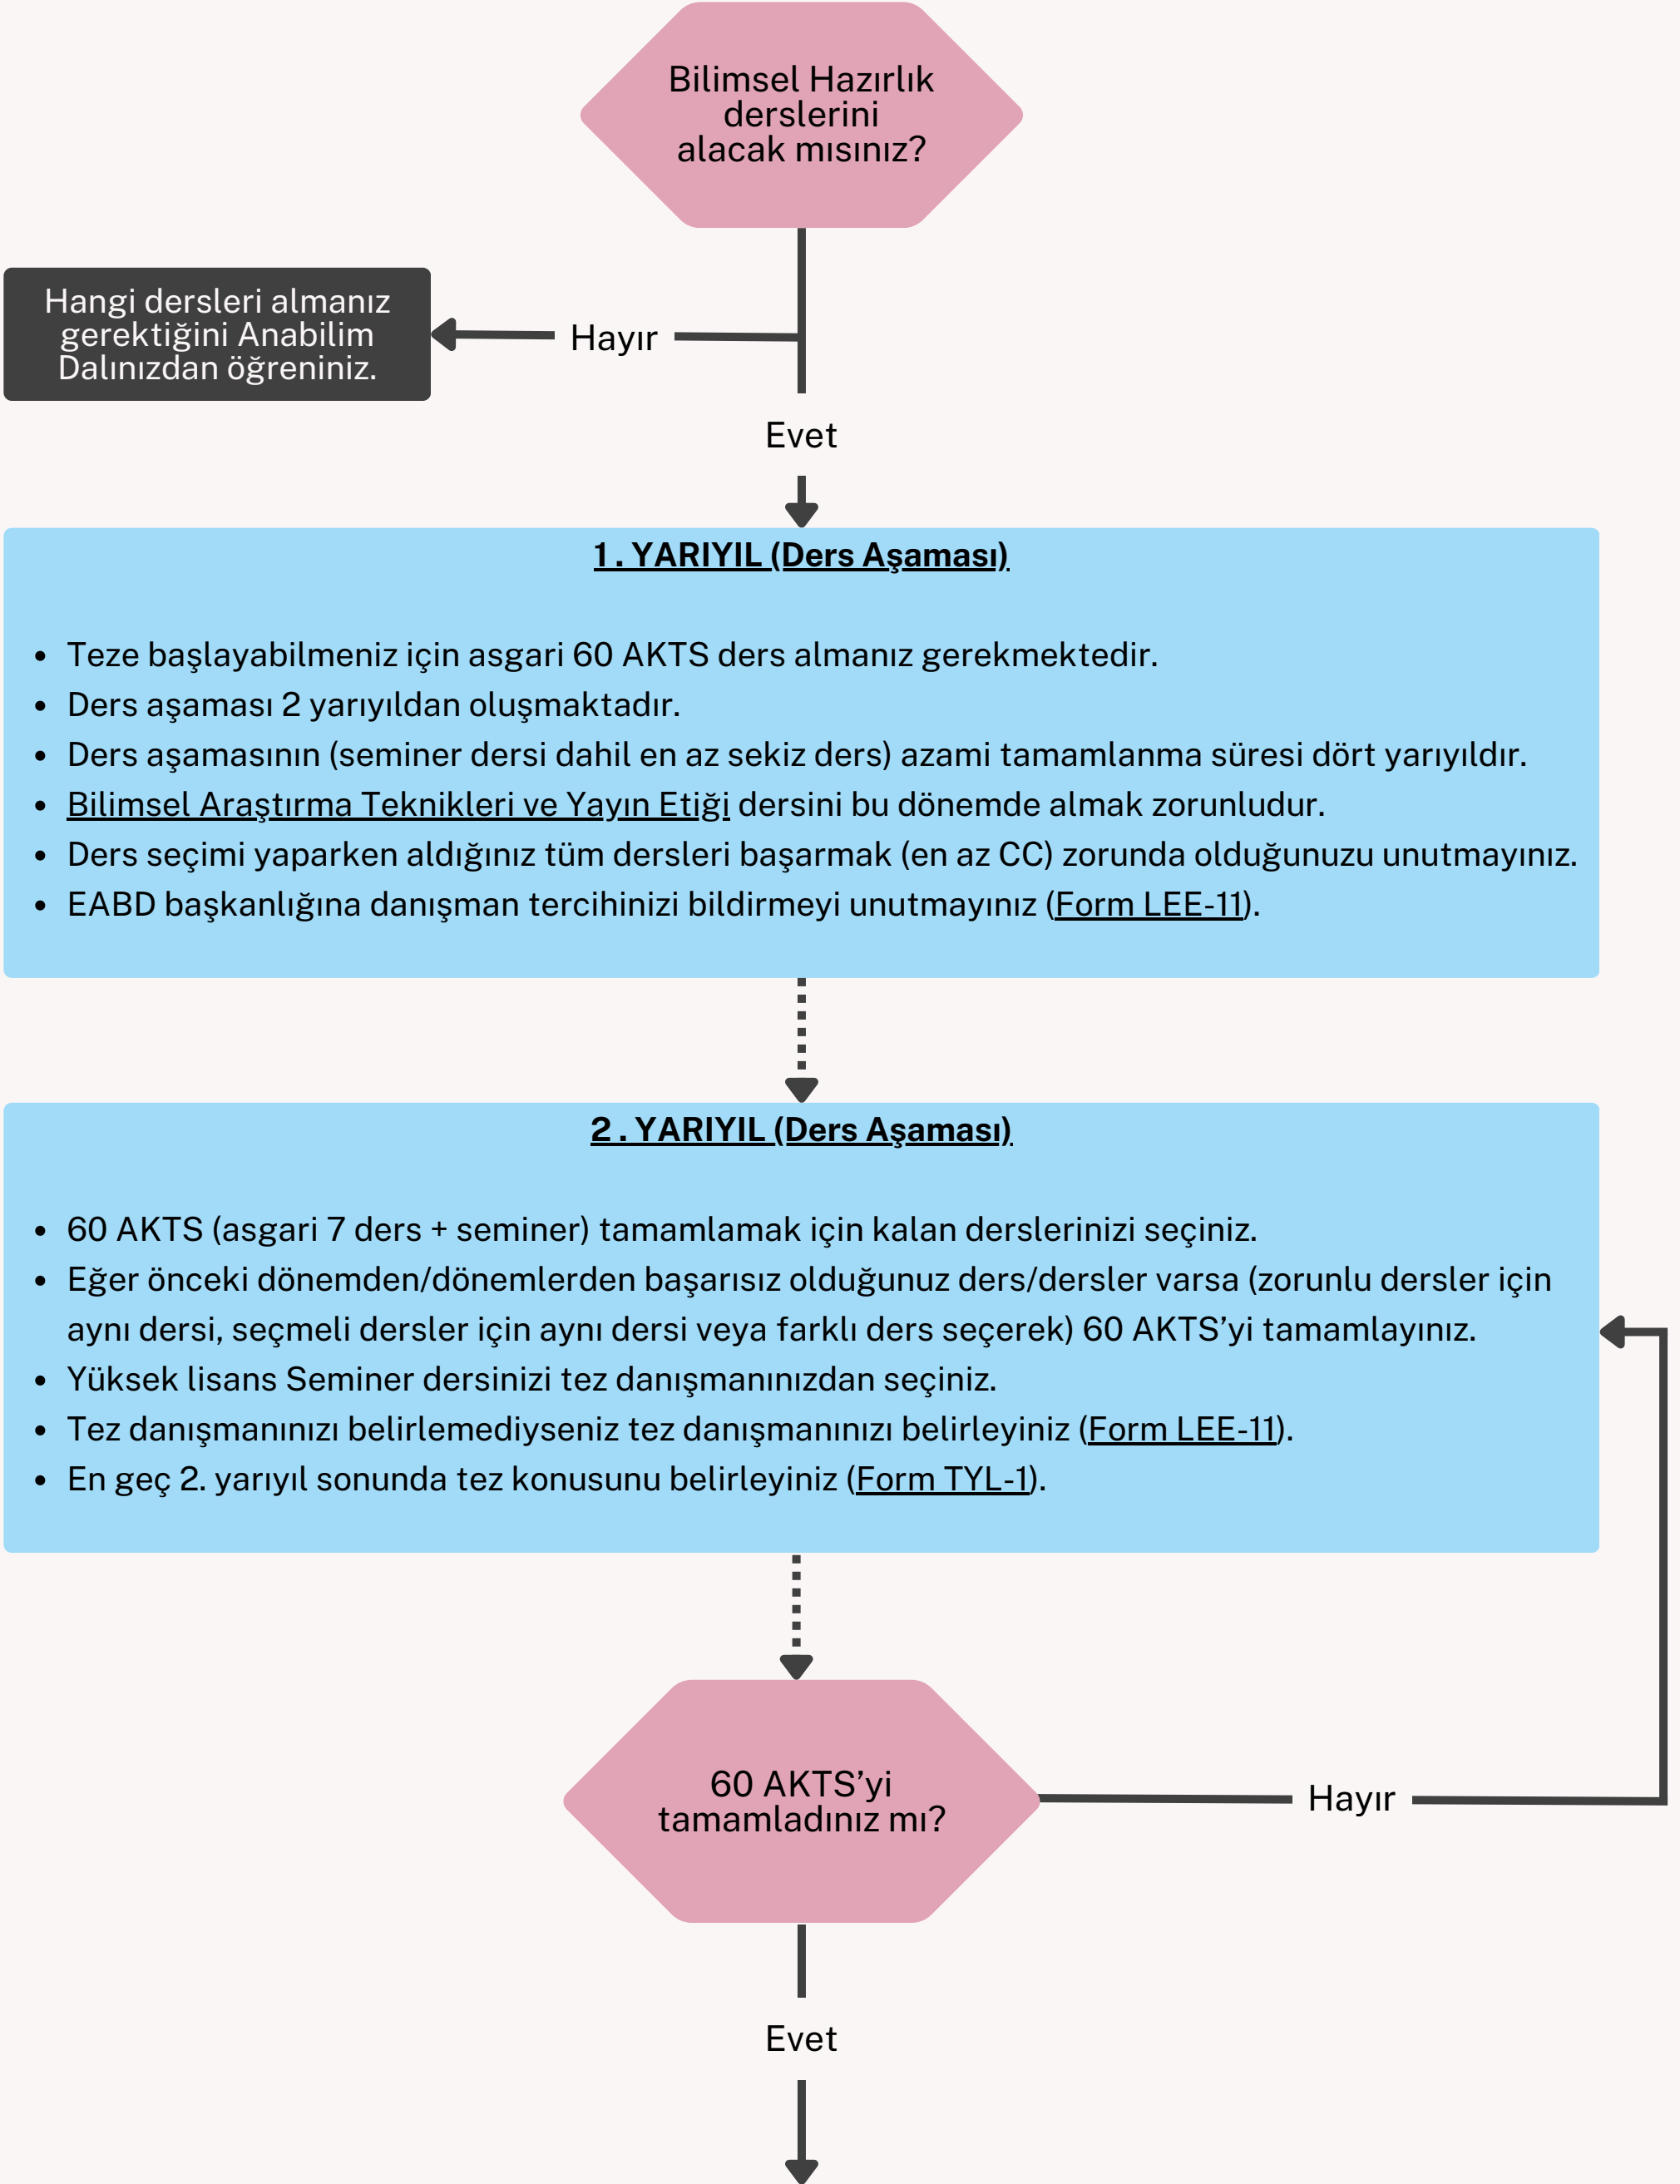 Bilimsel Hazırlık
derslerini
alacak mısınız?
Hangi dersleri almanız
gerektiğini Anabilim
Dalınızdan öğreniniz.
Hayır
Evet
1 . YARIYIL (Ders Aşaması)
• Teze başlayabilmeniz için asgari 60 AKTS ders almanız gerekmektedir.
• Ders aşaması 2 yarıyıldan oluşmaktadır.
• Ders aşamasının (seminer dersi dahil en az sekiz ders) azami tamamlanma süresi dört yarıyıldır.
• Bilimsel Araştırma Teknikleri ve Yayın Etiği dersini bu dönemde almak zorunludur.
• Ders seçimi yaparken aldığınız tüm dersleri başarmak (en az CC) zorunda olduğunuzu unutmayınız.
• EABD başkanlığına danışman tercihinizi bildirmeyi unutmayınız (Form LEE-11).
2 . YARIYIL (Ders Aşaması)
• 60 AKTS (asgari 7 ders + seminer) tamamlamak için kalan derslerinizi seçiniz.
• Eğer önceki dönemden/dönemlerden başarısız olduğunuz ders/dersler varsa (zorunlu dersler için
aynı dersi, seçmeli dersler için aynı dersi veya farklı ders seçerek) 60 AKTS’yi tamamlayınız.
• Yüksek lisans Seminer dersinizi tez danışmanınızdan seçiniz.
• Tez danışmanınızı belirlemediyseniz tez danışmanınızı belirleyiniz (Form LEE-11).
• En geç 2. yarıyıl sonunda tez konusunu belirleyiniz (Form TYL-1).
60 AKTS’yi
tamamladınız mı?
Hayır
Evet